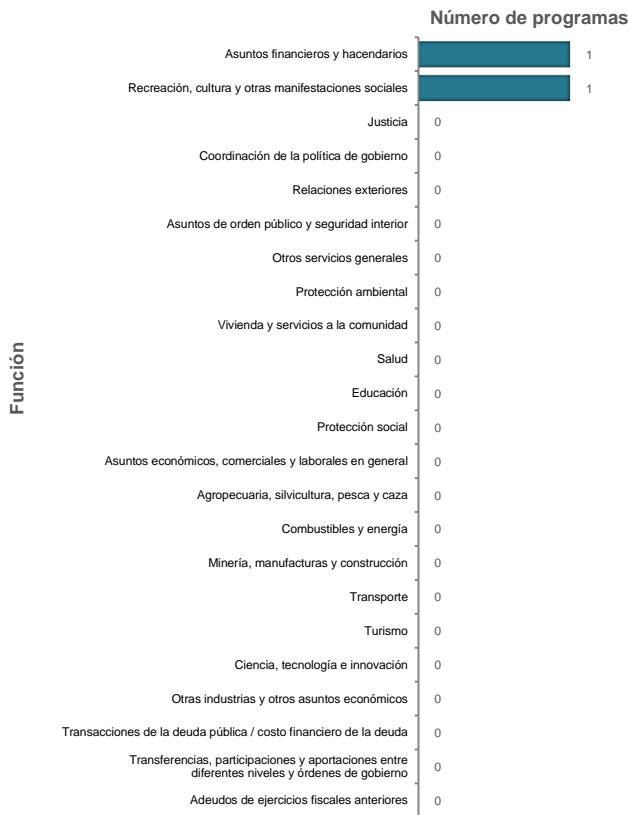 Número de programas
Asuntos financieros y hacendarios 1
Recreación, cultura y otras manifestaciones sociales 1
Justicia 0
Coordinación de la política de gobierno 0
Relaciones exteriores 0
Asuntos de orden público y seguridad interior 0
Otros servicios generales 0
Protección ambiental 0
Vivienda y servicios a la comunidad 0
Salud 0
Educación 0
Protección social 0
Asuntos económicos, comerciales y laborales en general 0
Agropecuaria, silvicultura, pesca y caza 0
Combustibles y energía 0
Minería, manufacturas y construcción 0
Transporte 0
Turismo 0
Ciencia, tecnología e innovación 0
Otras industrias y otros asuntos económicos 0
Transacciones de la deuda pública / costo financiero de la deuda 0
Transferencias, participaciones y aportaciones entre
diferentes niveles y órdenes de gobierno 0
Adeudos de ejercicios fiscales anteriores 0
Función